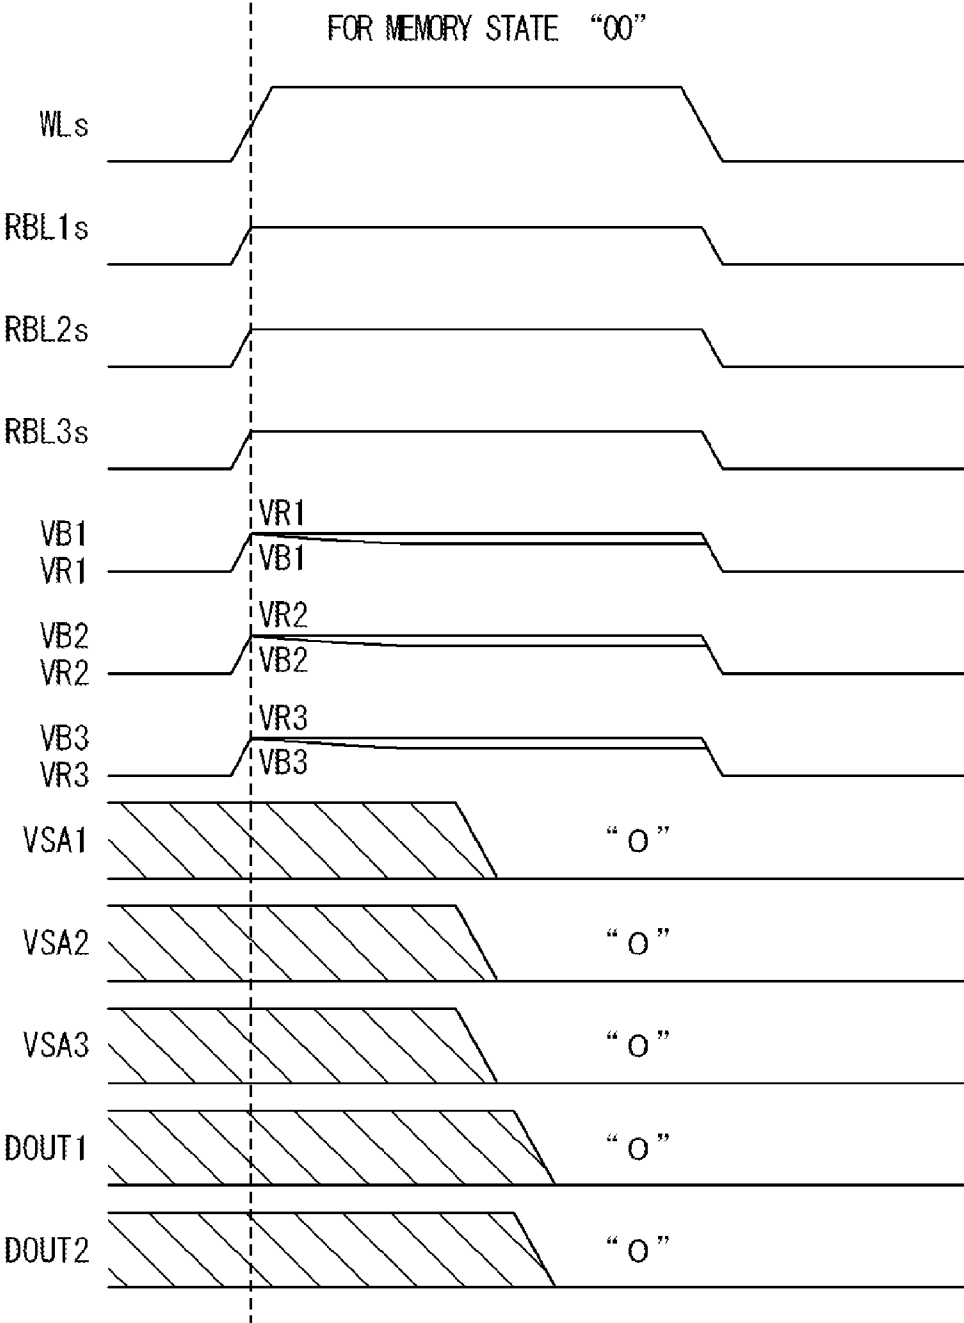 FOR MEMORY STATE “00”
WLs
RBL1s
RBL2s
RBL3s
VR1
VB1
VB1
VR1
VR2
VB2
VB2
VR2
VR3
VB3
VB3
VR3
VSA1 “0”
VSA2 “0”
VSA3 “0”
DOUT1 “0”
DOUT2 “0”